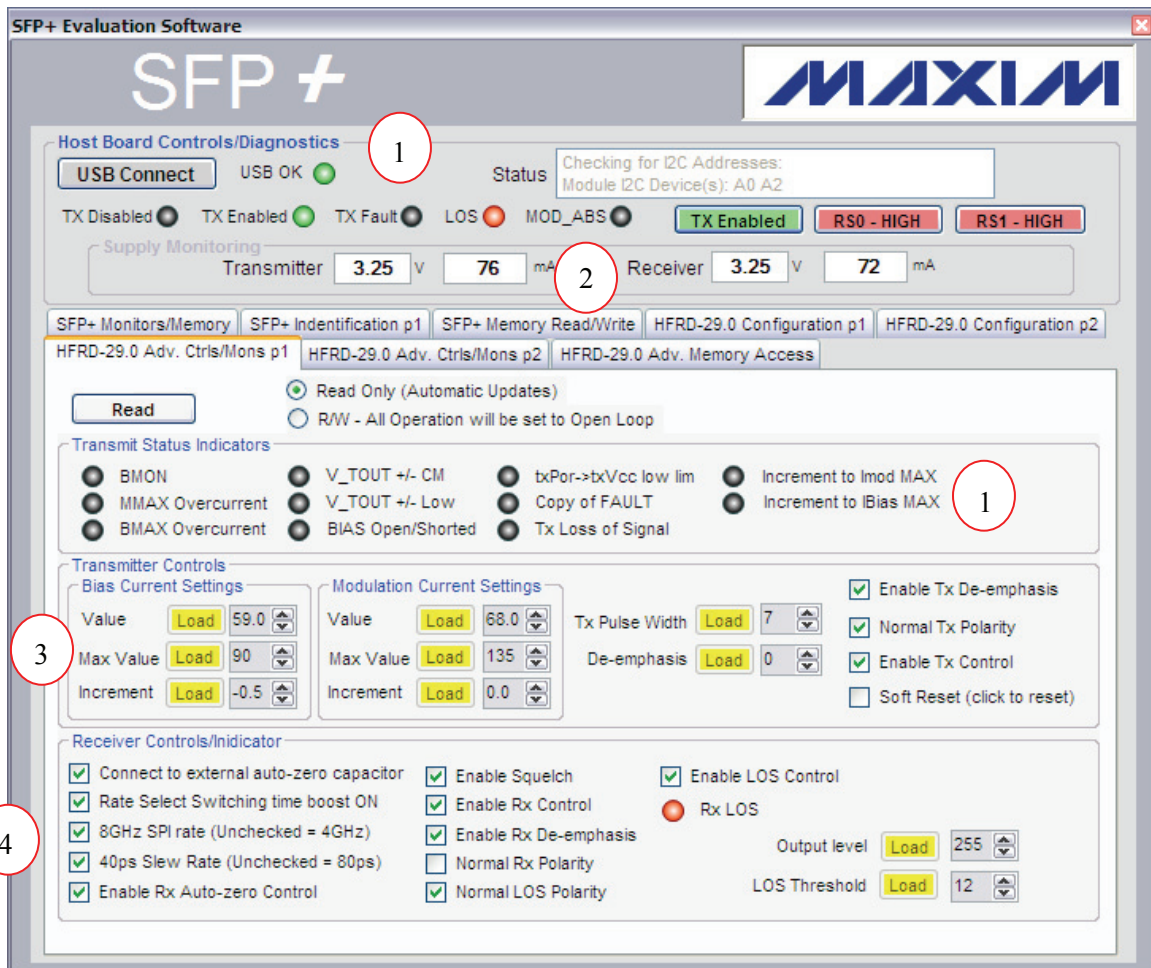 SFP+ Evaluation Software
SFP +
MAXIM
Host Board Controls/Diagnostics
1
USB Connect
USB OK
Status
Checking for I2C Addresses:
Module I2C Device(s): A0 A2
TX Disabled
TX Enabled
TX Fault
LOS
MOD_ABS
TX Enabled
RS0 - HIGH
RS1 - HIGH
Supply Monitoring
Transmitter 3.25 V 76 mA
2
Receiver 3.25 V 72 mA
SFP+ Monitors/Memory
SFP+ Indentification p1
SFP+ Memory Read/Write
HFRD-29.0 Configuration p1
HFRD-29.0 Configuration p2
HFRD-29.0 Adv. Ctrls/Mons p1
HFRD-29.0 Adv. Ctrls/Mons p2
HFRD-29.0 Adv. Memory Access
Read
Read Only (Automatic Updates)
R/W - All Operation will be set to Open Loop
Transmit Status Indicators
BMON
MMAX Overcurrent
BMAX Overcurrent
V_TOUT +/- CM
V_TOUT +/- Low
BIAS Open/Shorted
txPor->txVcc low lim
Copy of FAULT
Tx Loss of Signal
Increment to Imod MAX
Increment to IBias MAX
1
Transmitter Controls
Bias Current Settings
Value Load 59.0
Max Value Load 90
Increment Load -0.5
3
Modulation Current Settings
Value Load 68.0
Max Value Load 135
Increment Load 0.0
Tx Pulse Width Load 7
De-emphasis Load 0
Enable Tx De-emphasis
Normal Tx Polarity
Enable Tx Control
Soft Reset (click to reset)
Receiver Controls/Inidicator
Connect to external auto-zero capacitor
Rate Select Switching time boost ON
8GHz SPI rate (Unchecked = 4GHz)
40ps Slew Rate (Unchecked = 80ps)
Enable Rx Auto-zero Control
4
Enable Squelch
Enable Rx Control
Enable Rx De-emphasis
Normal Rx Polarity
Normal LOS Polarity
Enable LOS Control
Rx LOS
Output level Load 255
LOS Threshold Load 12